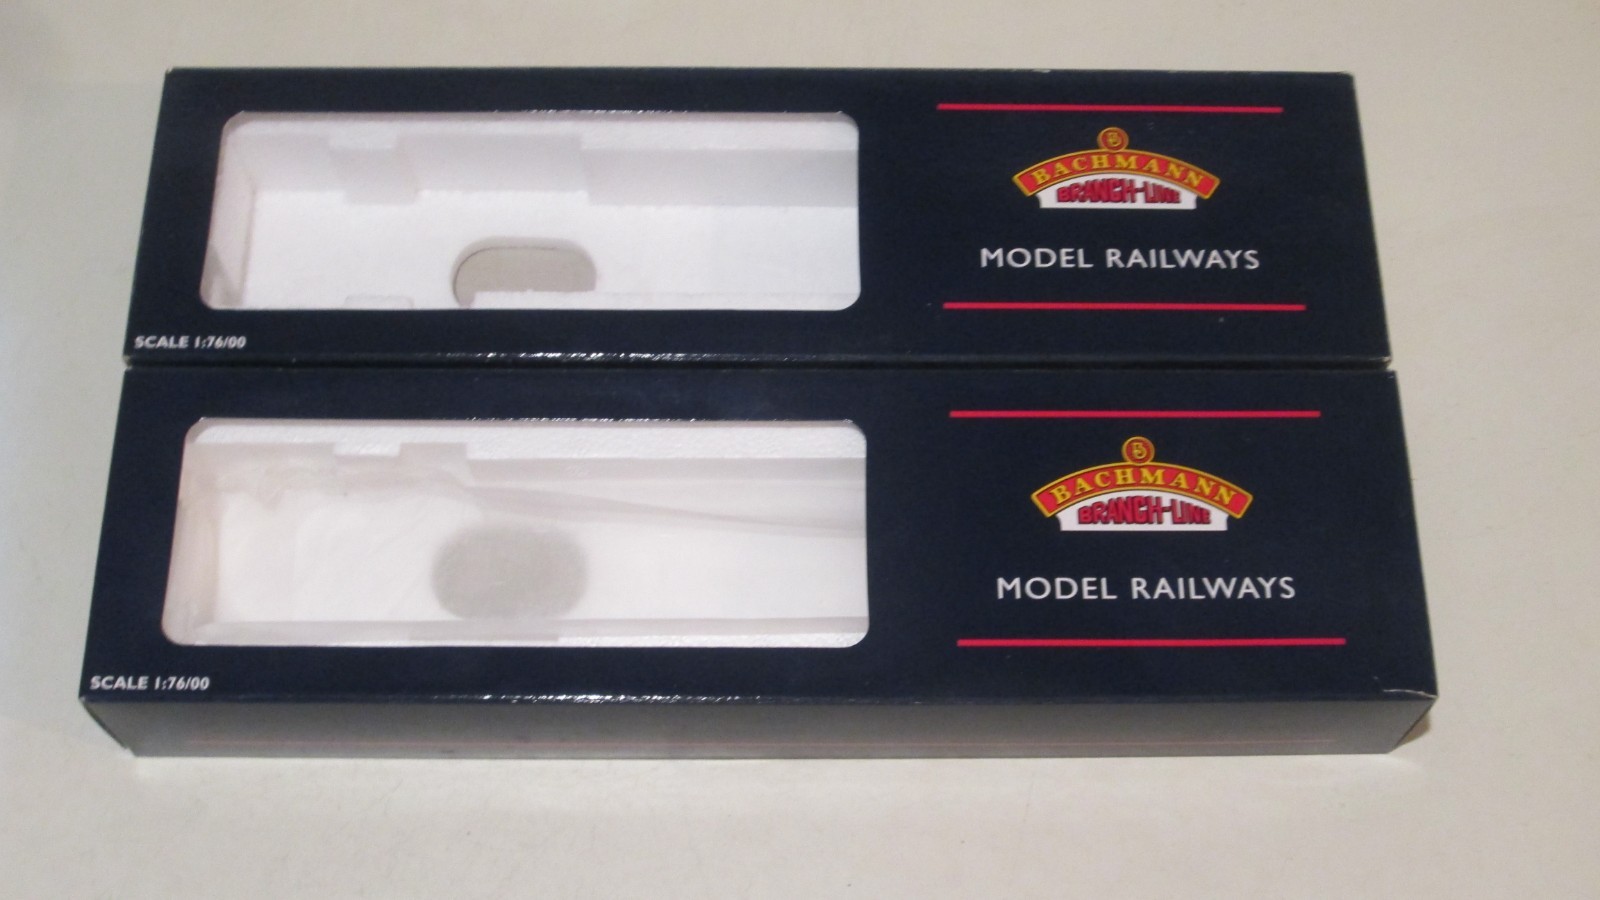 B
BACHMANN
BRANCH-LINE
MODEL RAILWAYS
SCALE 1:76/00
B
BACHMANN
BRANCH-LINE
MODEL RAILWAYS
SCALE 1:76/00